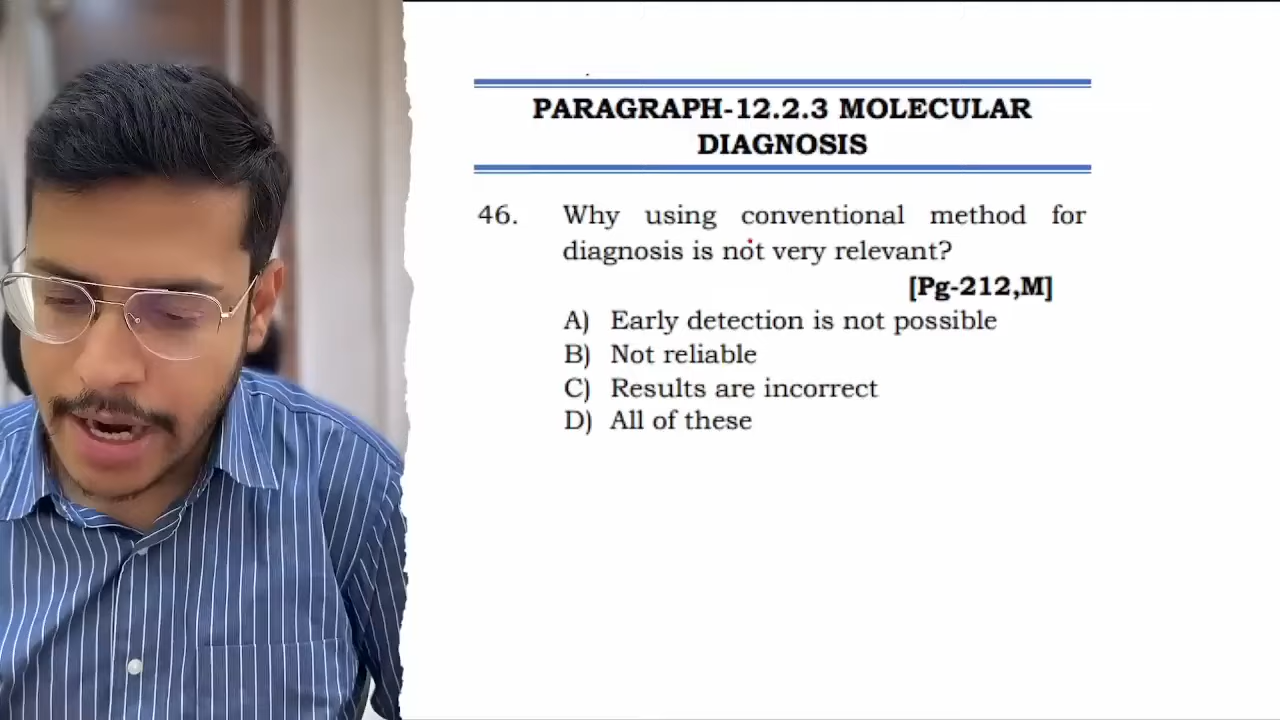 PARAGRAPH-12.2.3 MOLECULAR
DIAGNOSIS
46. Why using conventional method for
diagnosis is not very relevant?
[Pg-212,M]
A) Early detection is not possible
B) Not reliable
C) Results are incorrect
D) All of these